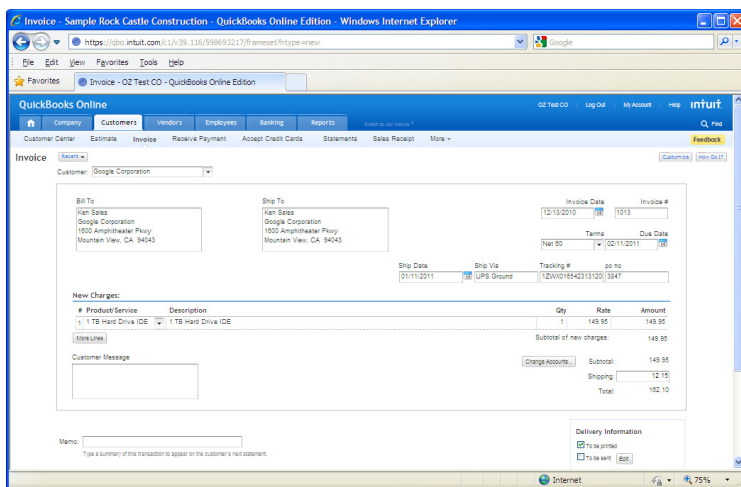 Invoice - Sample Rock Castle Construction - QuickBooks Online Edition - Windows Internet Explorer
https://qbo.intuit.com/c1/v39.116/598693217/frameset?htype=new
Google
File Edit View Favorites Tools Help
Favorites Invoice - OZ Test CO - QuickBooks Online Edition
QuickBooks Online OZ Test CO Log Out My Account Help intuit
Company Customers Vendors Employees Banking Reports Find
Customer Center Estimate Invoice Receive Payment Accept Credit Cards Statements Sales Receipt More Feedback
Invoice Recent Customize How Do I?
Customer: Google Corporation
Bill To Ship To Invoice Date Invoice #
Ken Sales Ken Sales 12/13/2010 1013
Google Corporation Google Corporation
1600 Amphitheater Pkwy 1600 Amphitheater Pkwy Terms Due Date
Mountain View, CA 94043 Mountain View, CA 94043 Net 60 02/11/2011
Ship Date Ship Via Tracking # po no
01/11/2011 UPS Ground 1ZWX016542313120 3847
New Charges:
# Product/Service Description Qty Rate Amount
1 1 TB Hard Drive IDE 1 TB Hard Drive IDE 1 149.95 149.95
More Lines Subtotal of new charges: 149.95
Customer Message Change Accounts... Subtotal: 149.95
Shipping: 12.15
Total: 162.10
Delivery Information
Memo: To be printed
Type a summary of this transaction to appear on the customer's next statement. To be sent Edit
Internet 75%